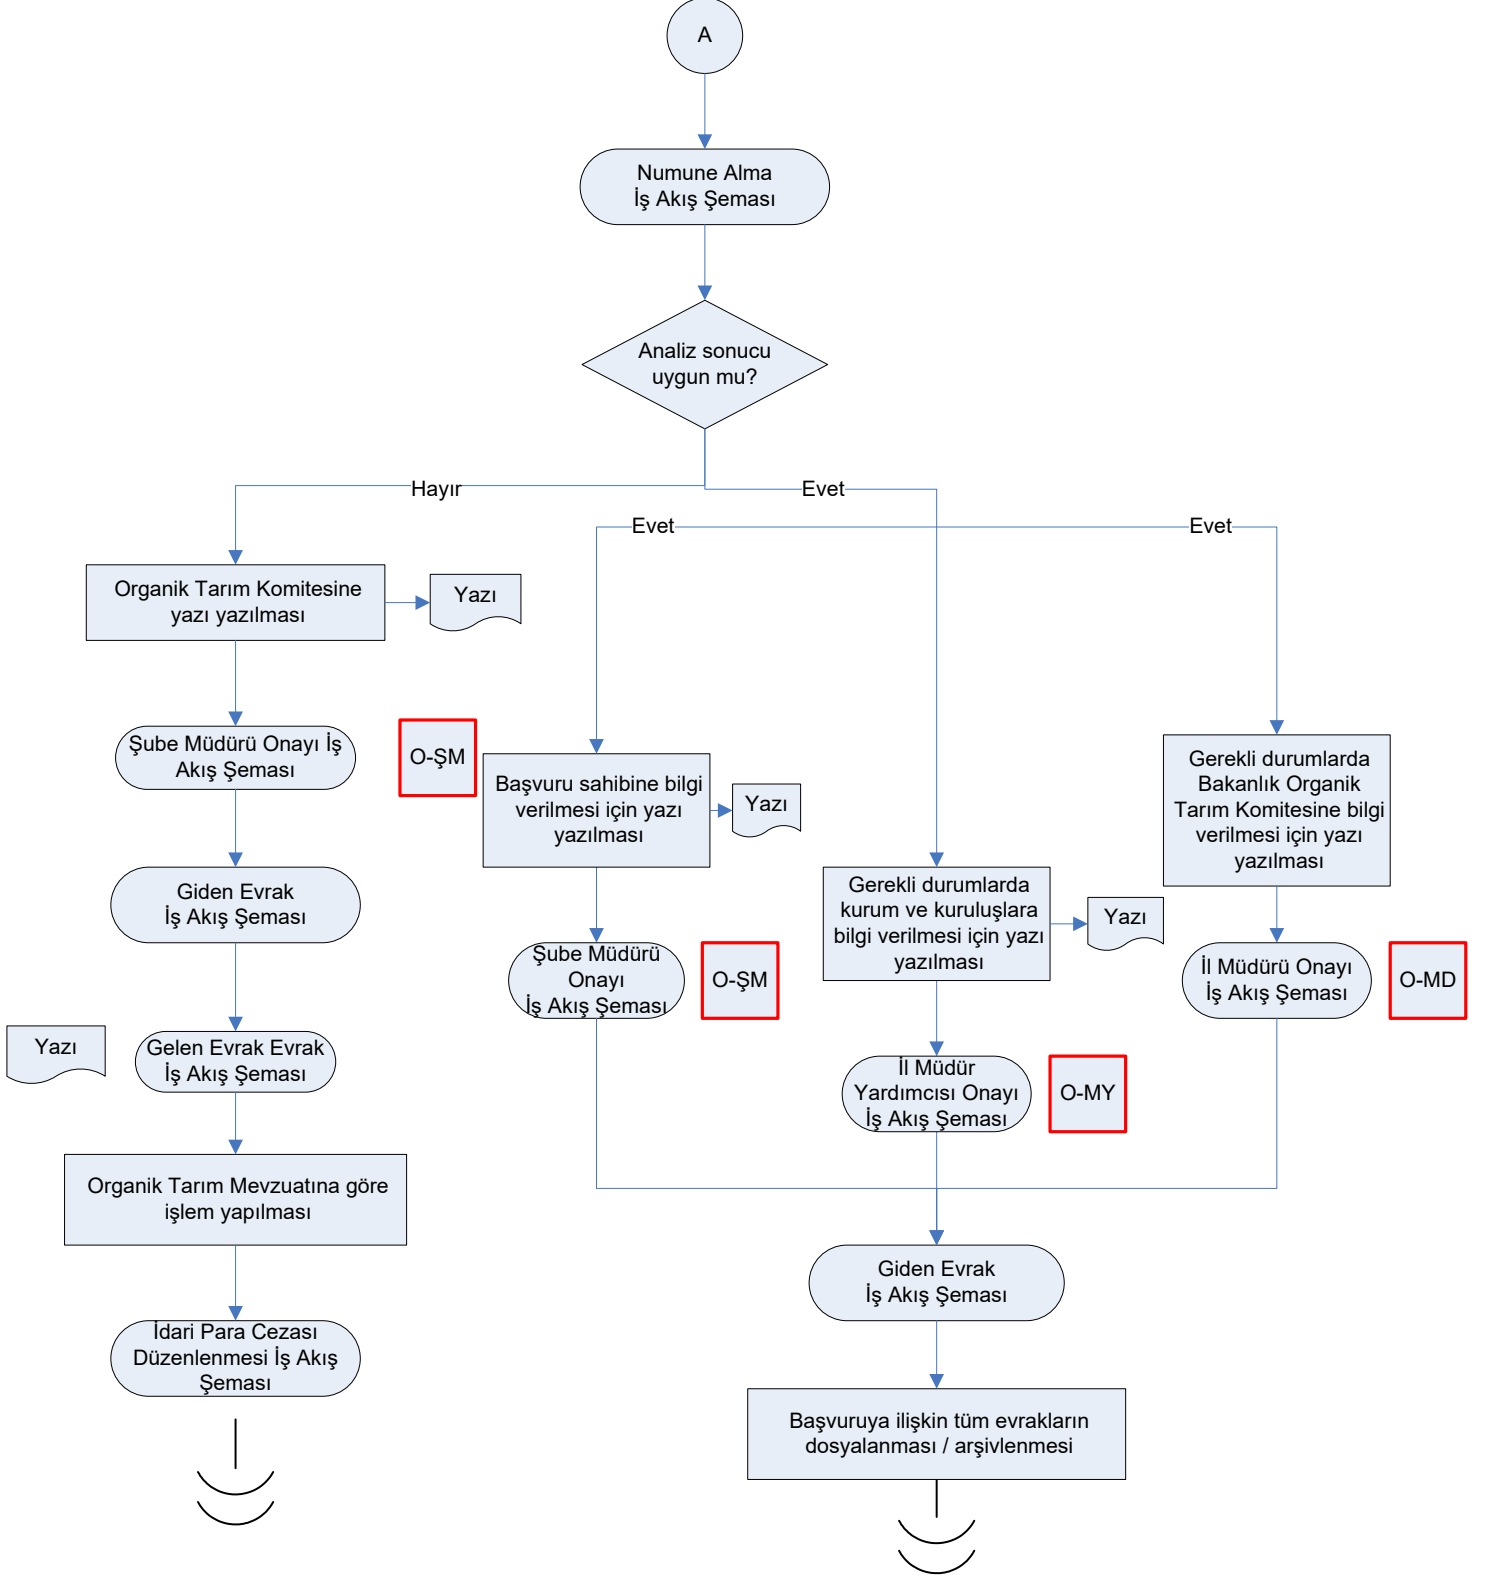 A
Numune Alma
İş Akış Şeması
Analiz sonucu
uygun mu?
Hayır
Evet
Evet
Evet
Organik Tarım Komitesine
yazı yazılması
Yazı
Şube Müdürü Onayı İş
Akış Şeması
O-ŞM
Giden Evrak
İş Akış Şeması
Yazı
Gelen Evrak Evrak
İş Akış Şeması
Organik Tarım Mevzuatına göre
işlem yapılması
İdari Para Cezası
Düzenlenmesi İş Akış
Şeması
Başvuru sahibine bilgi
verilmesi için yazı
yazılması
Yazı
Şube Müdürü
Onayı
İş Akış Şeması
O-ŞM
Gerekli durumlarda
kurum ve kuruluşlara
bilgi verilmesi için yazı
yazılması
Yazı
İl Müdür
Yardımcısı Onayı
İş Akış Şeması
O-MY
Gerekli durumlarda
Bakanlık Organik
Tarım Komitesine bilgi
verilmesi için yazı
yazılması
İl Müdürü Onayı
İş Akış Şeması
O-MD
Giden Evrak
İş Akış Şeması
Başvuruya ilişkin tüm evrakların
dosyalanması / arşivlenmesi